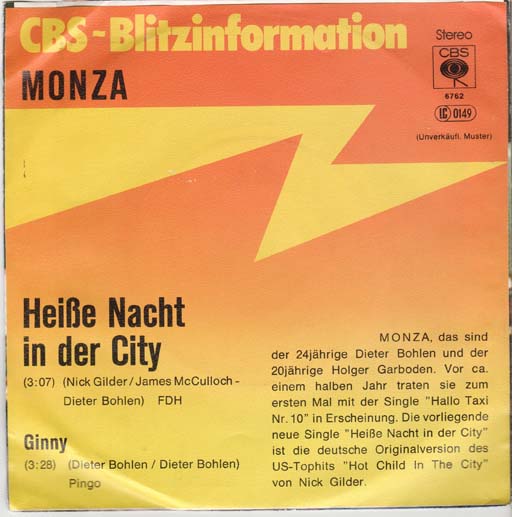 CBS-Blitzinformation
Stereo
CBS
6762
LC 0149
(Unverkäufl. Muster)
MONZA
Heiße Nacht
in der City
(3:07) (Nick Gilder/James McCulloch-
Dieter Bohlen) FDH
Ginny
(3:28) (Dieter Bohlen / Dieter Bohlen)
Pingo
MONZA, das sind
der 24jährige Dieter Bohlen und der
20jährige Holger Garboden. Vor ca.
einem halben Jahr traten sie zum
ersten Mal mit der Single "Hallo Taxi
Nr. 10" in Erscheinung. Die vorliegende
neue Single "Heiße Nacht in der City"
ist die deutsche Originalversion des
US-Tophits "Hot Child In The City"
von Nick Gilder.